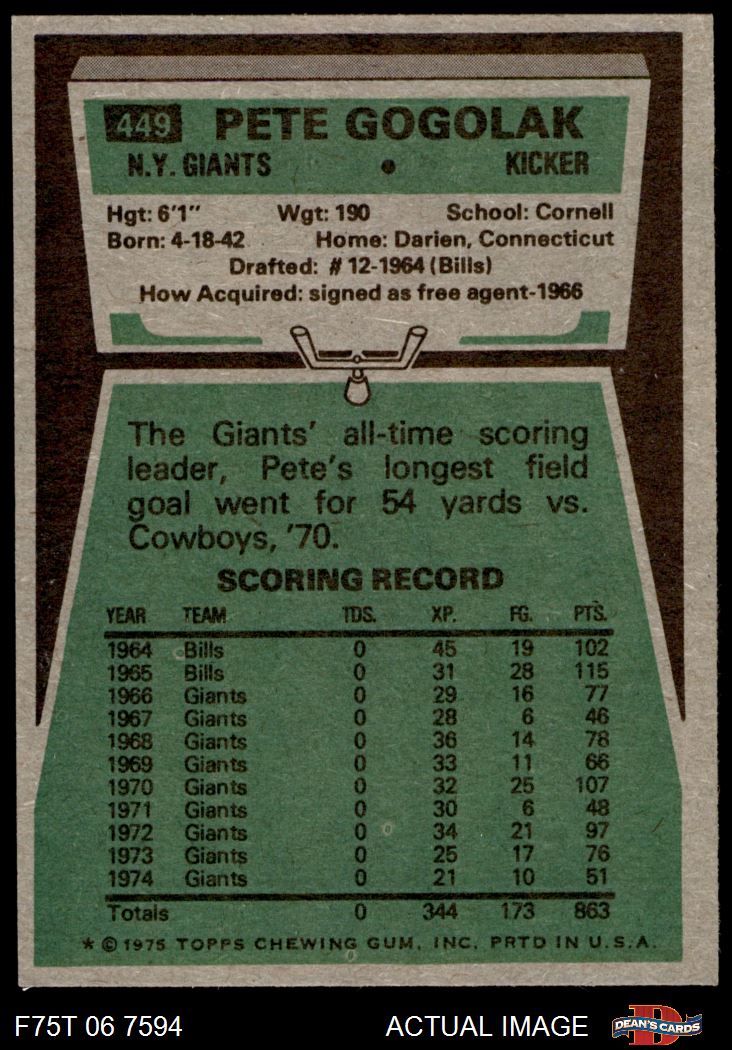 449 PETE GOGOLAK
N.Y. GIANTS • KICKER
Hgt: 6'1" Wgt: 190 School: Cornell
Born: 4-18-42 Home: Darien, Connecticut
Drafted: # 12-1964 (Bills)
How Acquired: signed as free agent-1966
The Giants' all-time scoring
leader, Pete's longest field
goal went for 54 yards vs.
Cowboys, '70.
SCORING RECORD
YEAR TEAM TDS. XP. FG. PTS.
1964 Bills 0 45 19 102
1965 Bills 0 31 28 115
1966 Giants 0 29 16 77
1967 Giants 0 28 6 46
1968 Giants 0 36 14 78
1969 Giants 0 33 11 66
1970 Giants 0 32 25 107
1971 Giants 0 30 6 48
1972 Giants 0 34 21 97
1973 Giants 0 25 17 76
1974 Giants 0 21 10 51
Totals 0 344 173 863
* © 1975 TOPPS CHEWING GUM, INC. PRTD IN U.S.A.
F75T 06 7594 ACTUAL IMAGE D DEAN'S CARDS